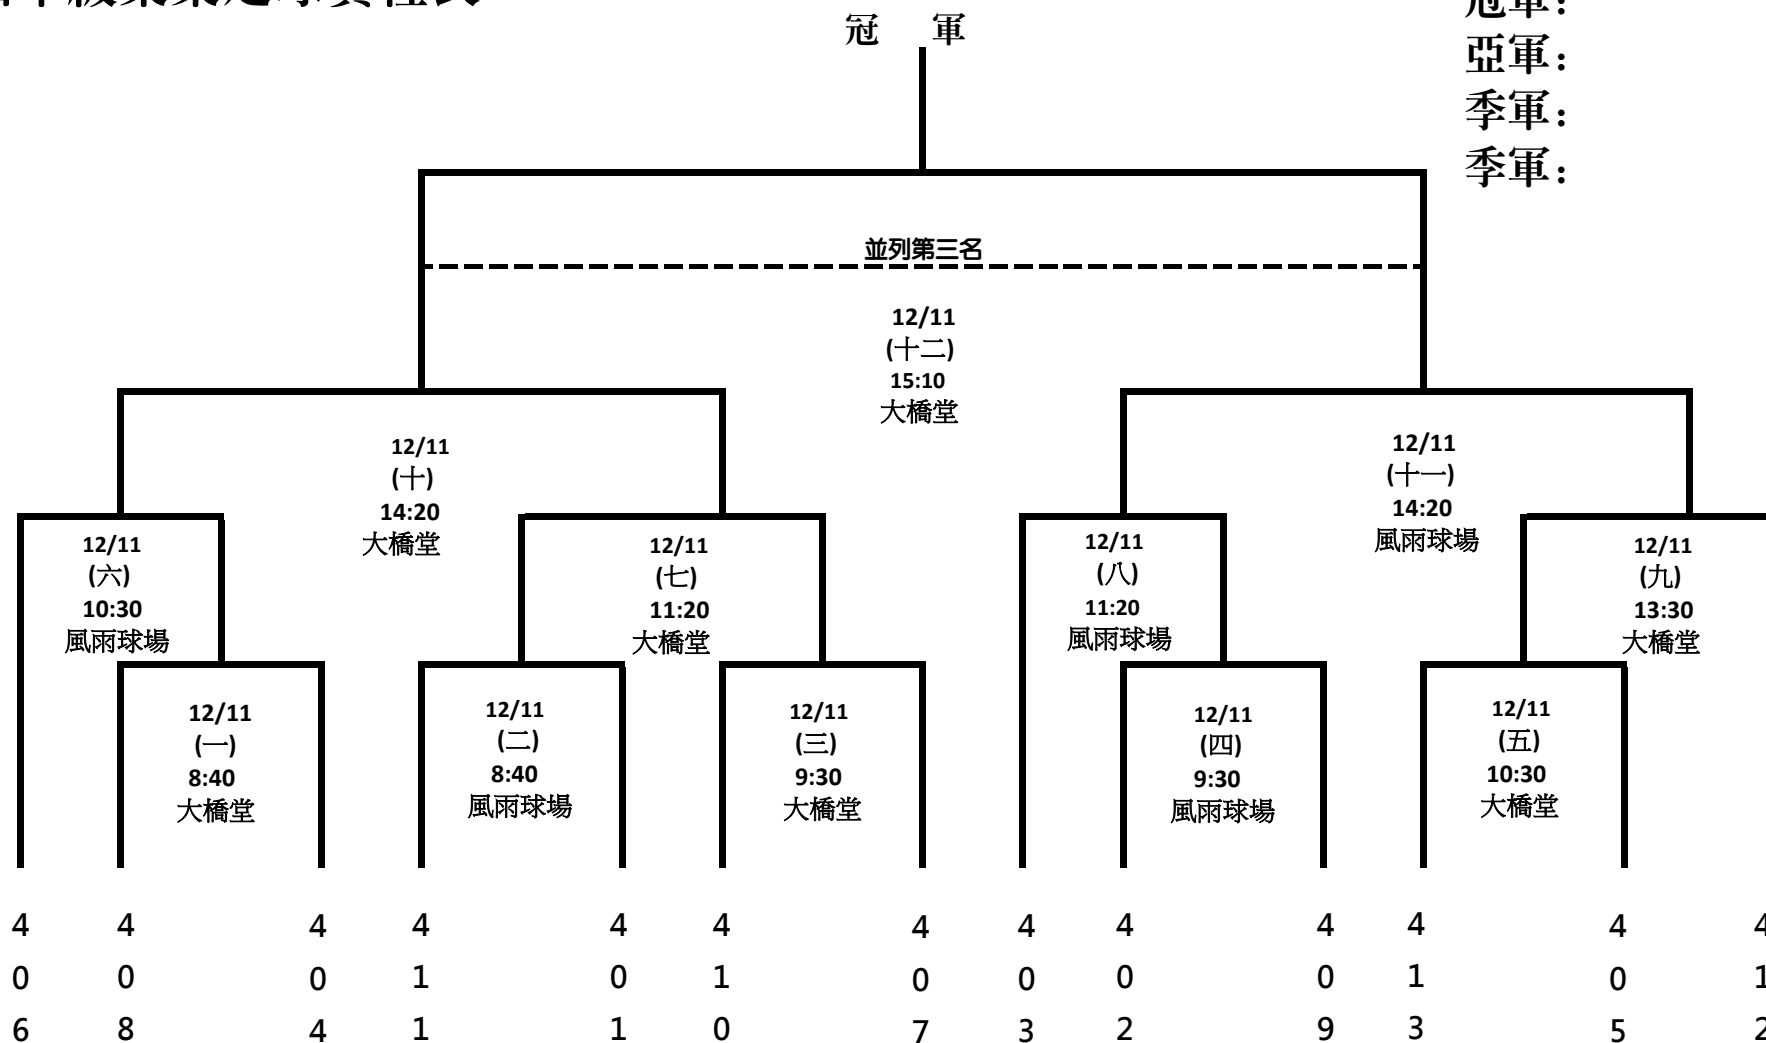 冠 軍
冠軍：
亞軍：
季軍：
季軍：
並列第三名
12/11
(十二)
15:10
大橋堂
12/11
(十)
14:20
大橋堂
12/11
(十一)
14:20
風雨球場
12/11
(六)
10:30
風雨球場
12/11
(七)
11:20
大橋堂
12/11
(八)
11:20
風雨球場
12/11
(九)
13:30
大橋堂
12/11
(一)
8:40
大橋堂
12/11
(二)
8:40
風雨球場
12/11
(三)
9:30
大橋堂
12/11
(四)
9:30
風雨球場
12/11
(五)
10:30
大橋堂
4 4 4 4 4 4 4 4 4 4 4 4 4
0 0 0 1 0 1 0 0 0 0 1 0 1
6 8 4 1 1 0 7 3 2 9 3 5 2